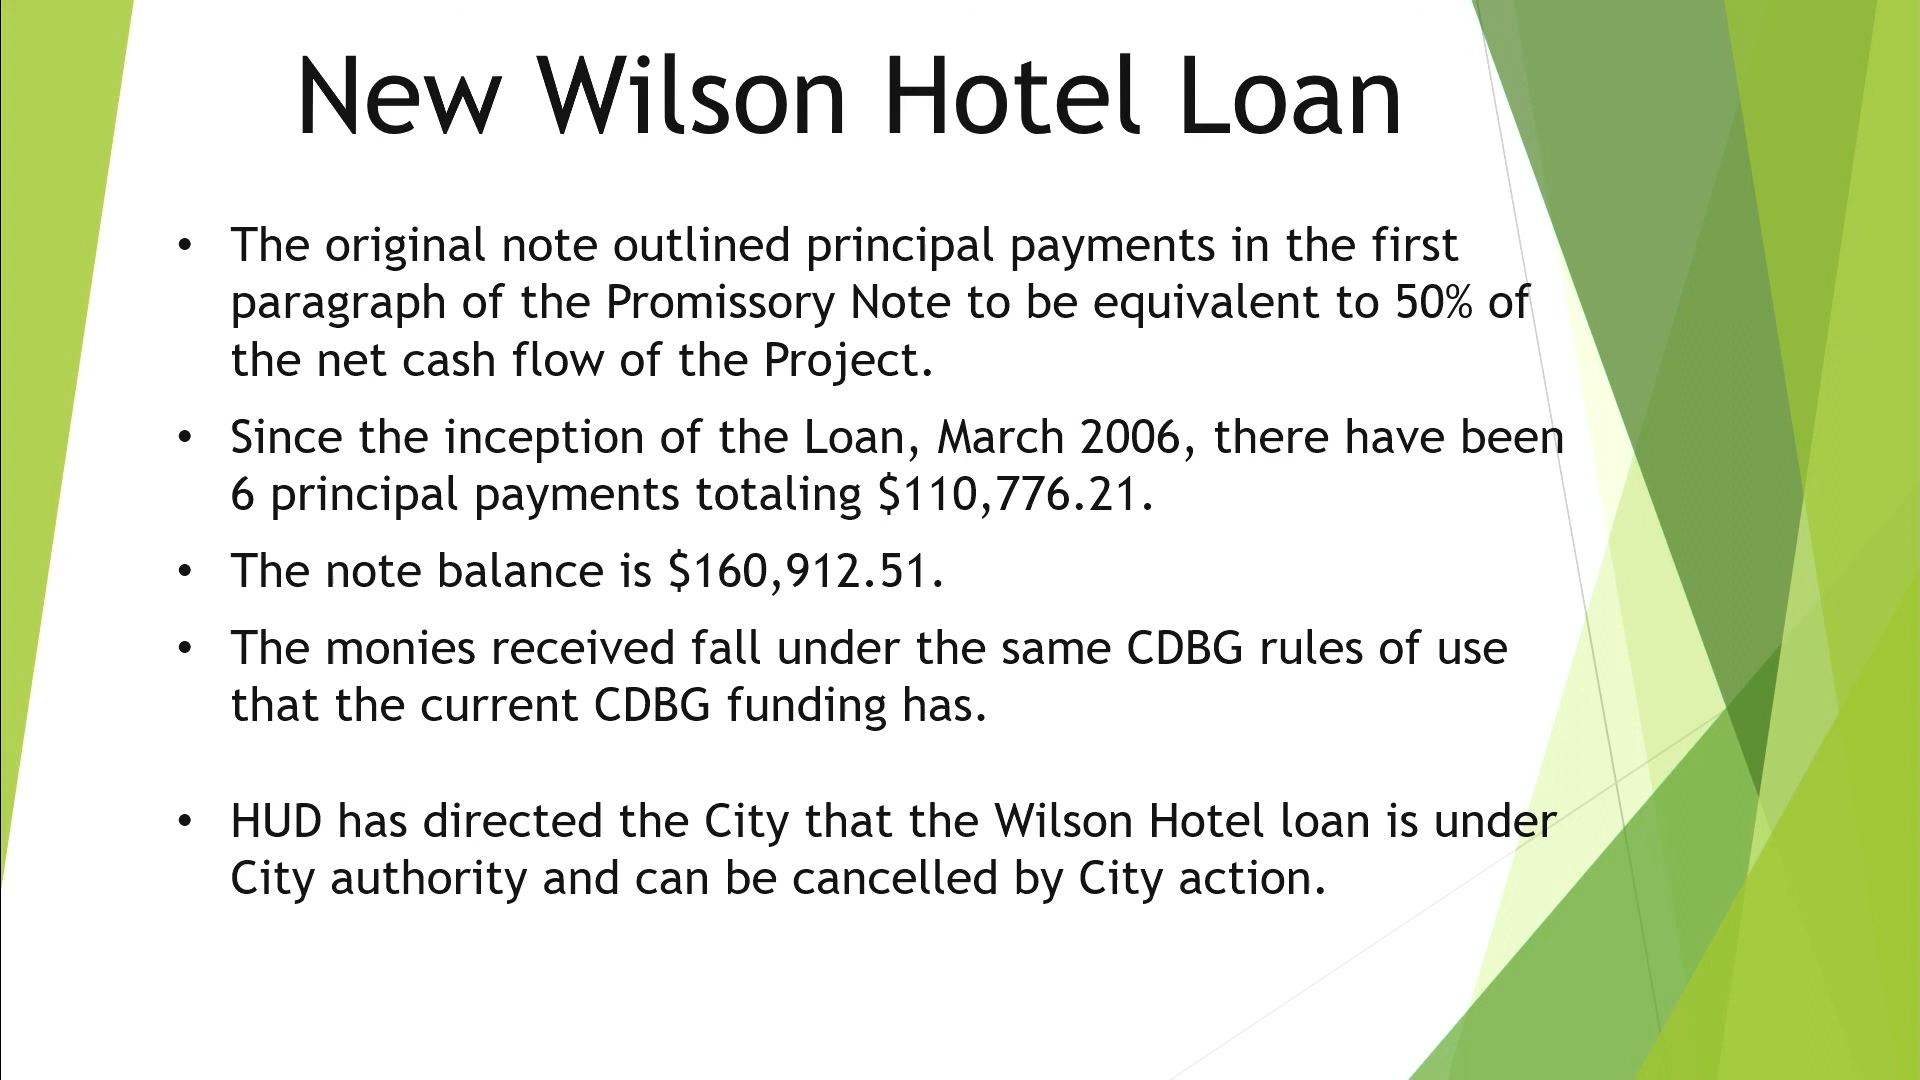 New Wilson Hotel Loan
• The original note outlined principal payments in the first
paragraph of the Promissory Note to be equivalent to 50% of
the net cash flow of the Project.
• Since the inception of the Loan, March 2006, there have been
6 principal payments totaling $110,776.21.
• The note balance is $160,912.51.
• The monies received fall under the same CDBG rules of use
that the current CDBG funding has.
• HUD has directed the City that the Wilson Hotel loan is under
City authority and can be cancelled by City action.